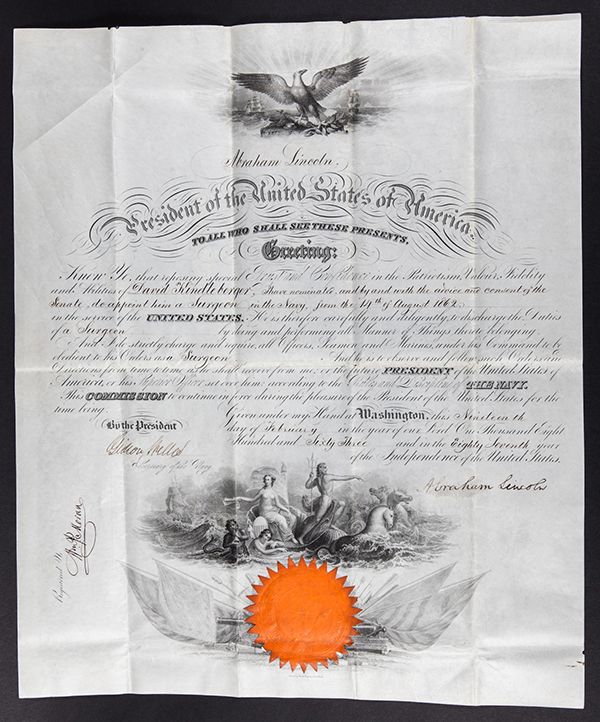 Abraham Lincoln.
President of the United States of America.
TO ALL WHO SHALL SEE THESE PRESENTS,
Greeting:
Know Ye, that reposing special Trust and Confidence in the Patriotism, Valour, Fidelity
and Abilities of David Kindleberger, I have nominated, and by and with the advice and consent of the
Senate, do appoint him a Surgeon in the Navy, from the 14th of August 1862,
in the service of the UNITED STATES. He is therefore carefully and diligently, to discharge the Duties
of a Surgeon by doing and performing all Manner of Things thereto belonging.
And I do strictly charge and require all Officers, Seamen and Marines, under his Command to be
obedient to his Orders as a Surgeon And he is to observe and follow such Orders and
Directions from time to time as he shall receive from me, or the future PRESIDENT of the United States of
America, or his Superior Officer set over him, according to the Rules and Discipline of THE NAVY.
This COMMISSION to continue in force during the pleasure of the President of the United States for the
time being.
Given under my Hand at Washington, this Nineteenth
day of February in the year of our Lord One Thousand Eight
Hundred and Sixty Three and in the Eighty Seventh year
of the Independence of the United States.
By the President
Gideon Welles
Secretary of the Navy
Abraham Lincoln
Registered